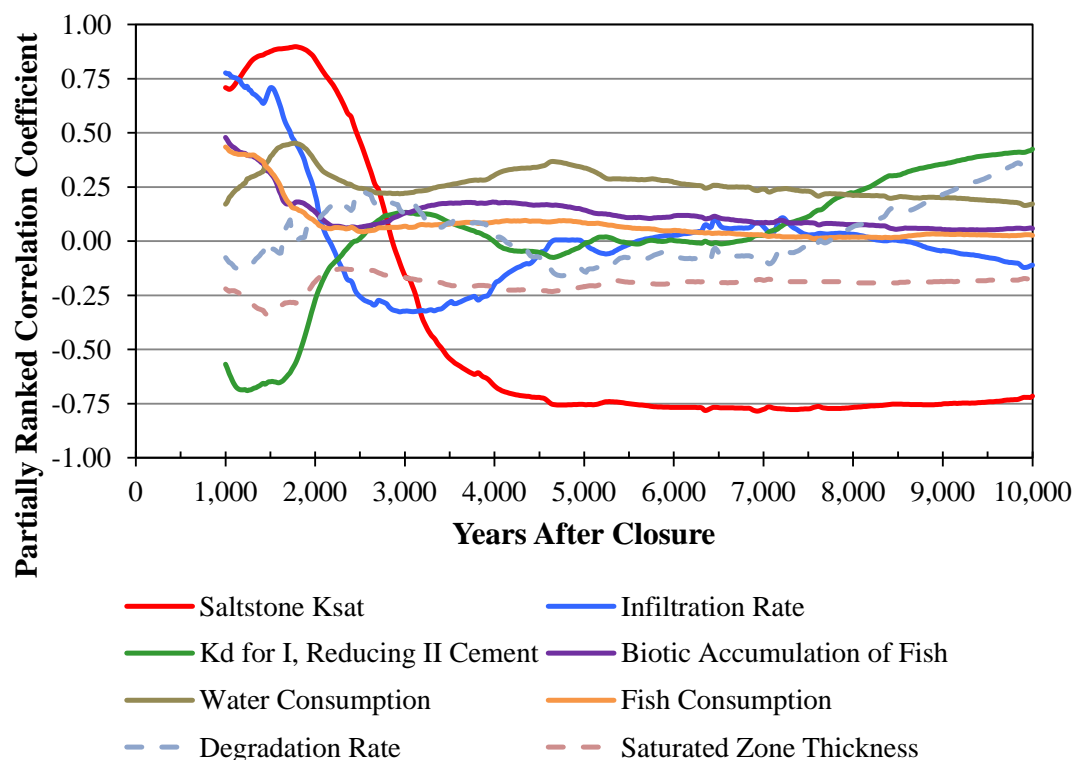 Partially Ranked Correlation Coefficient
1.00
0.75
0.50
0.25
0.00
-0.25
-0.50
-0.75
-1.00
0 1,000 2,000 3,000 4,000 5,000 6,000 7,000 8,000 9,000 10,000
Years After Closure
Saltstone Ksat Infiltration Rate
Kd for I, Reducing II Cement Biotic Accumulation of Fish
Water Consumption Fish Consumption
Degradation Rate Saturated Zone Thickness